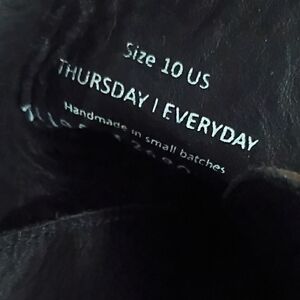 Size 10 US
THURSDAY | EVERYDAY
Handmade in small batches